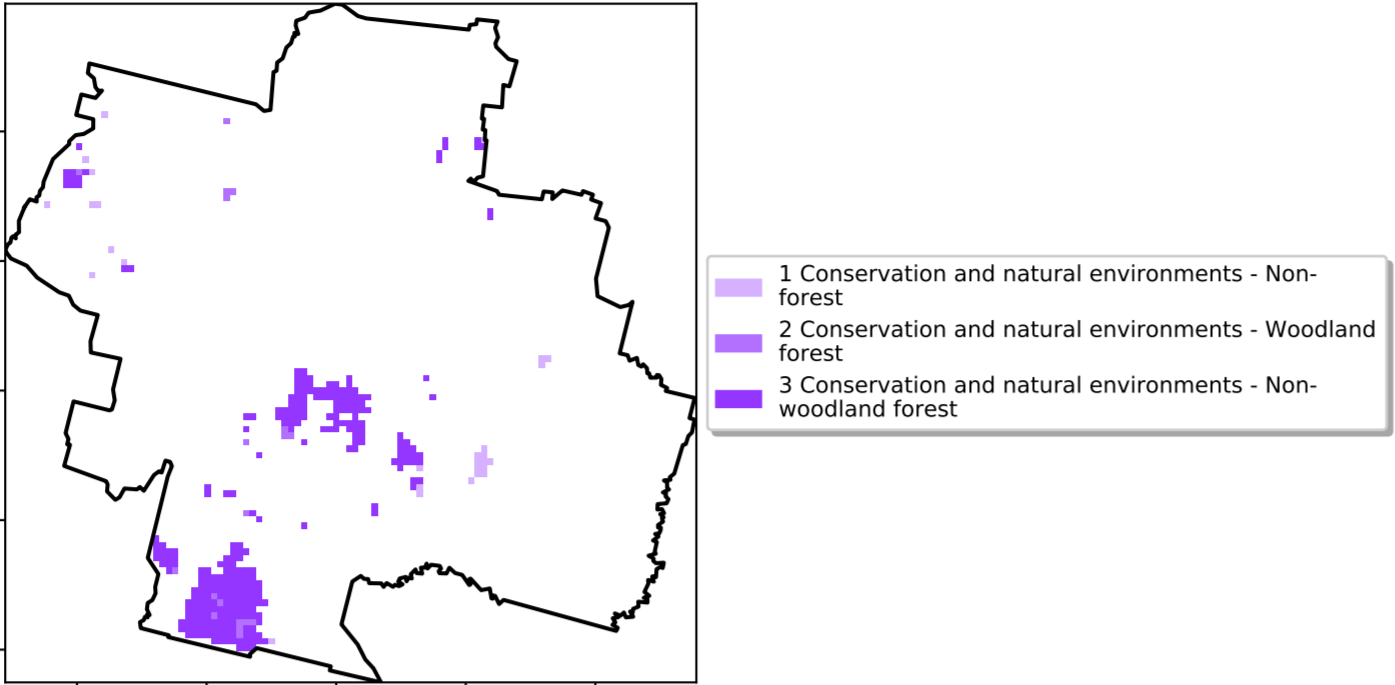 1 Conservation and natural environments - Non-
forest
2 Conservation and natural environments - Woodland
forest
3 Conservation and natural environments - Non-
woodland forest